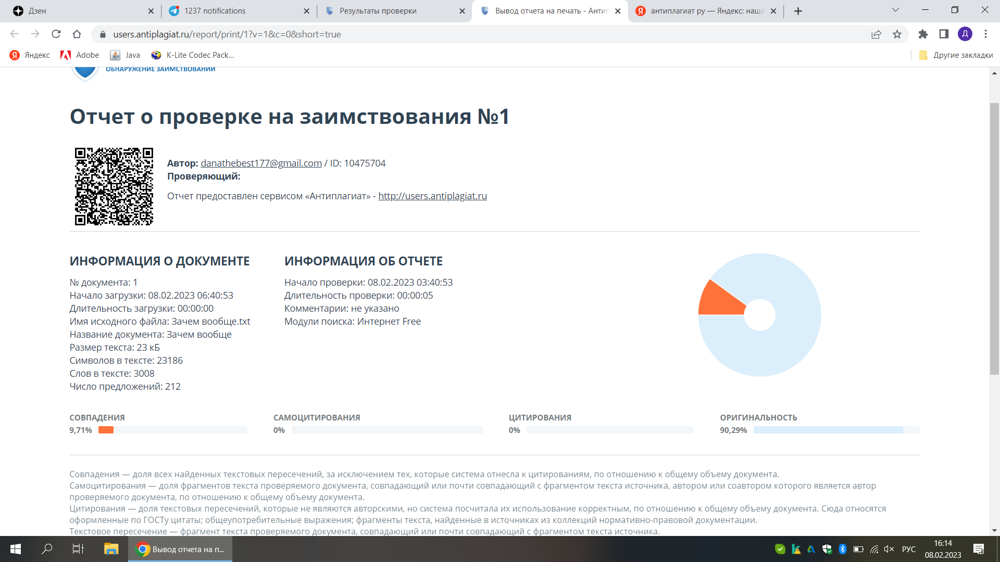 Дзен
1237 notifications
Результаты проверки
Вывод отчета на печать - Антип
антиплагиат ру — Яндекс: нашл
users.antiplagiat.ru/report/print/1?v=1&c=0&short=true
Д
Яндекс
Adobe
Java
K-Lite Codec Pack...
Другие закладки
ОБНАРУЖЕНИЕ ЗАИМСТВОВАНИЙ
Отчет о проверке на заимствования №1
Автор: danathebest177@gmail.com / ID: 10475704
Проверяющий:
Отчет предоставлен сервисом «Антиплагиат» - http://users.antiplagiat.ru
ИНФОРМАЦИЯ О ДОКУМЕНТЕ
№ документа: 1
Начало загрузки: 08.02.2023 06:40:53
Длительность загрузки: 00:00:00
Имя исходного файла: Зачем вообще.txt
Название документа: Зачем вообще
Размер текста: 23 кБ
Символов в тексте: 23186
Слов в тексте: 3008
Число предложений: 212
ИНФОРМАЦИЯ ОБ ОТЧЕТЕ
Начало проверки: 08.02.2023 03:40:53
Длительность проверки: 00:00:05
Комментарии: не указано
Модули поиска: Интернет Free
СОВПАДЕНИЯ
9,71%
САМОЦИТИРОВАНИЯ
0%
ЦИТИРОВАНИЯ
0%
ОРИГИНАЛЬНОСТЬ
90,29%
Совпадения — доля всех найденных текстовых пересечений, за исключением тех, которые система отнесла к цитированиям, по отношению к общему объему документа.
Самоцитирования — доля фрагментов текста проверяемого документа, совпадающий или почти совпадающий с фрагментом текста источника, автором или соавтором которого является автор
проверяемого документа, по отношению к общему объему документа.
Цитирования — доля текстовых пересечений, которые не являются авторскими, но система посчитала их использование корректным, по отношению к общему объему документа. Сюда относятся
оформленные по ГОСТу цитаты; общеупотребительные выражения; фрагменты текста, найденные в источниках из коллекций нормативно-правовой документации.
Текстовое пересечение — фрагмент текста проверяемого документа, совпадающий или почти совпадающий с фрагментом текста источника.
Вывод отчета на п...
РУС
16:14
08.02.2023